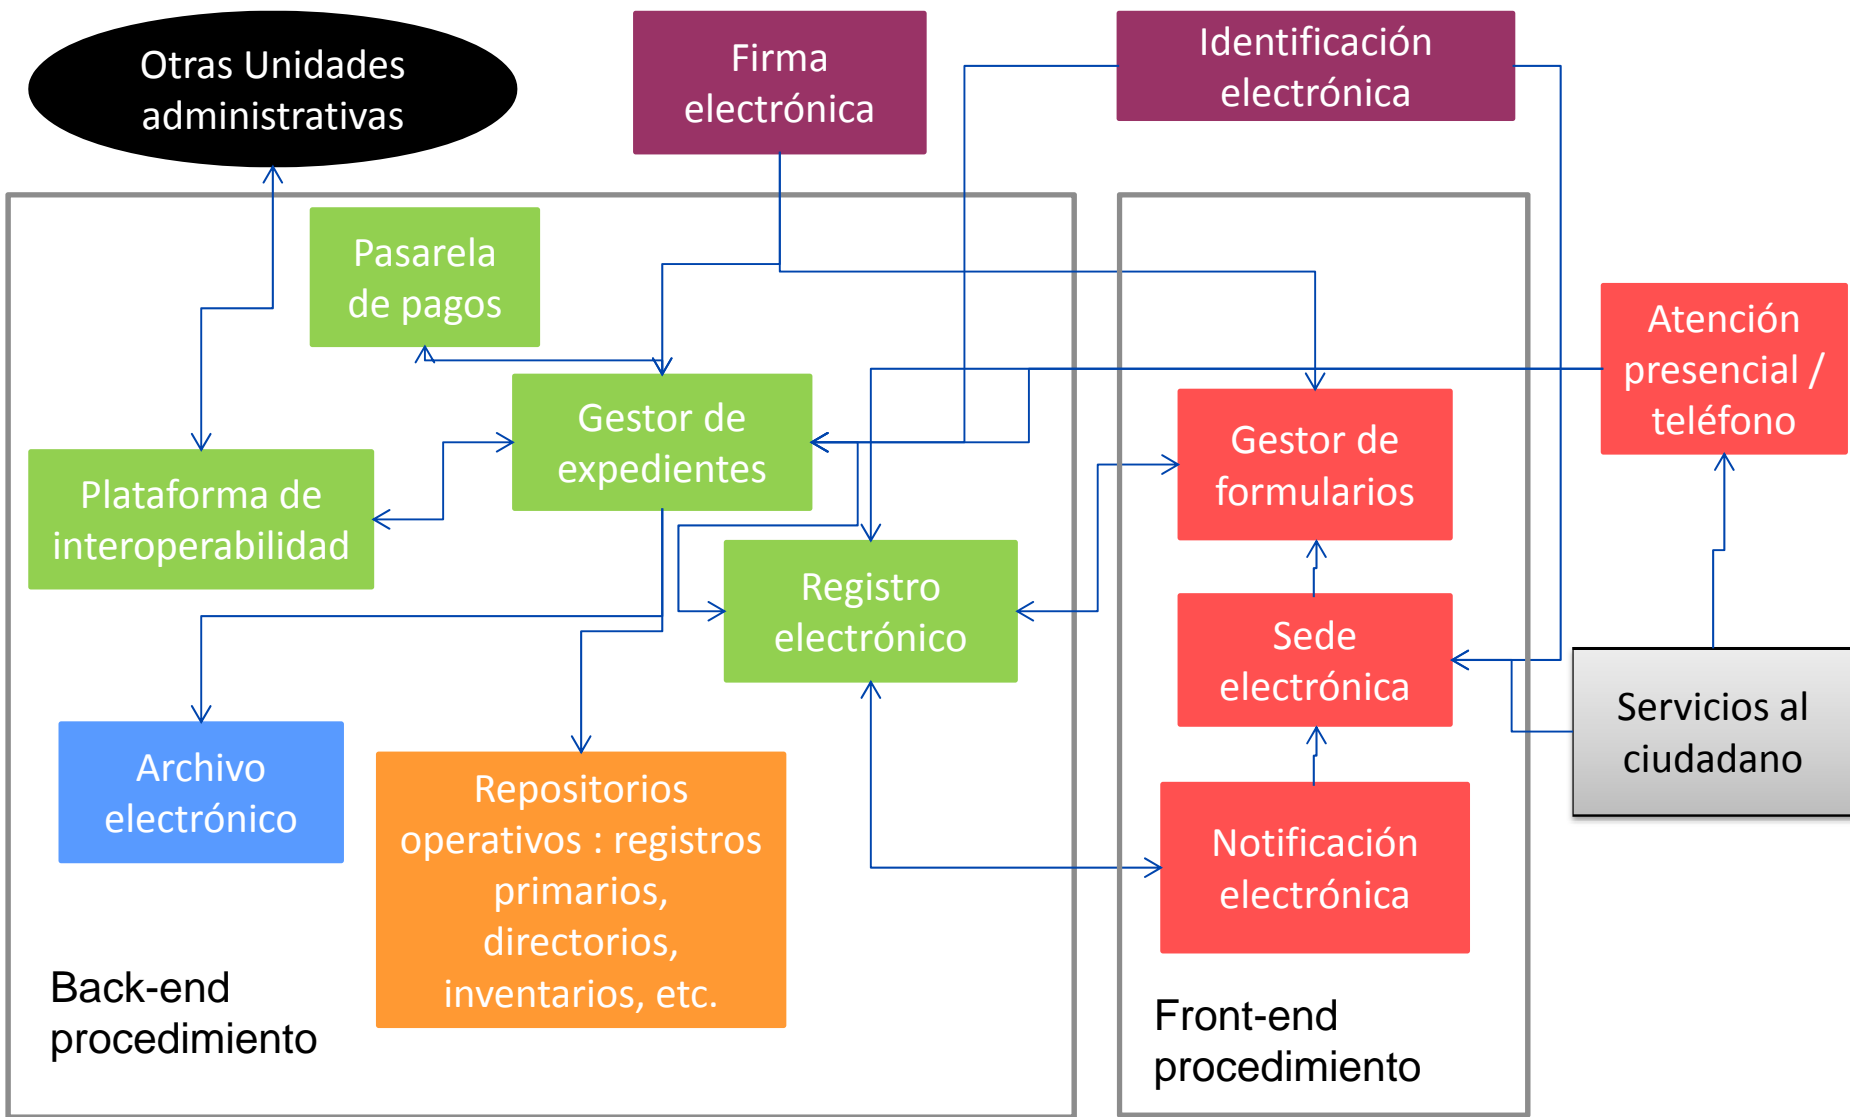 Otras Unidades
administrativas
Firma
electrónica
Identificación
electrónica
Pasarela
de pagos
Atención
presencial /
teléfono
Gestor de
expedientes
Gestor de
formularios
Plataforma de
interoperabilidad
Registro
electrónico
Sede
electrónica
Servicios al
ciudadano
Archivo
electrónico
Repositorios
operativos : registros
primarios,
directorios,
inventarios, etc.
Notificación
electrónica
Back-end
procedimiento
Front-end
procedimiento